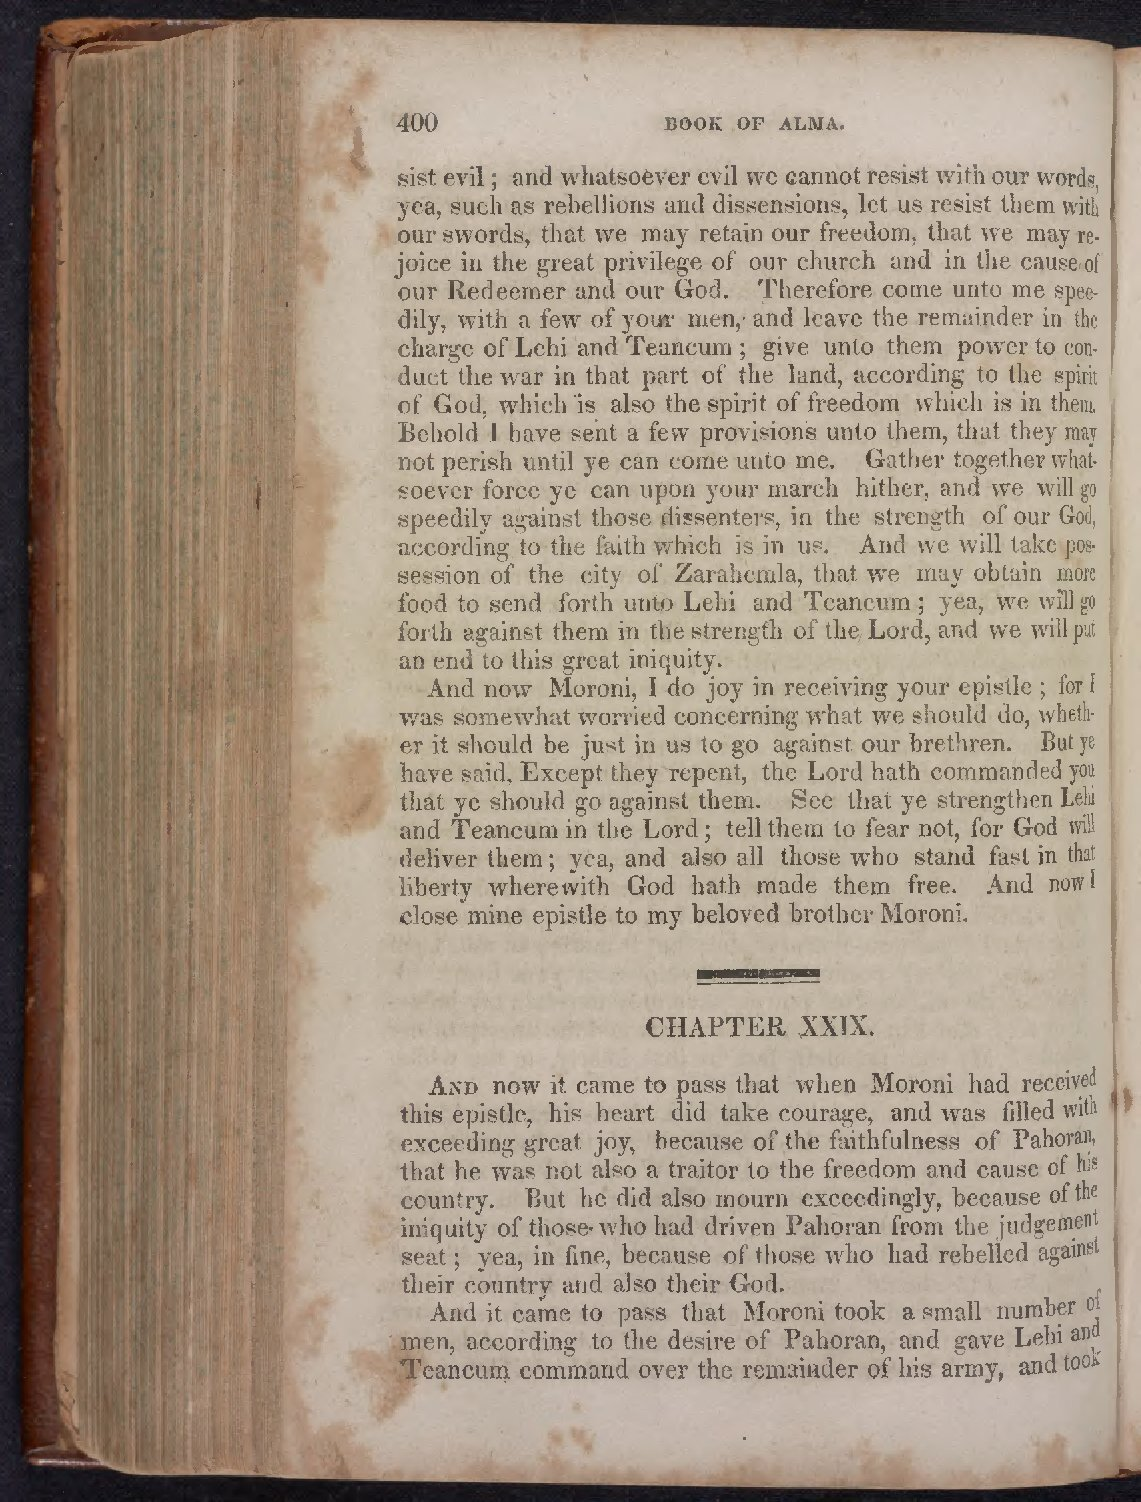 400 BOOK OF ALMA.
sist evil; and whatsoever evil we cannot resist with our words,
yea, such as rebellions and dissensions, let us resist them with
our swords, that we may retain our freedom, that we may re-
joice in the great privilege of our church and in the cause of
our Redeemer and our God. Therefore come unto me spee-
dily, with a few of your men, and leave the remainder in the
charge of Lehi and Teancum; give unto them power to con-
duct the war in that part of the land, according to the spirit
of God, which is also the spirit of freedom which is in them.
Behold I have sent a few provisions unto them, that they may
not perish until ye can come unto me. Gather together what-
soever force ye can upon your march hither, and we will go
speedily against those dissenters, in the strength of our God,
according to the faith which is in us. And we will take pos-
session of the city of Zarahemla, that we may obtain more
food to send forth unto Lehi and Teancum; yea, we will go
forth against them in the strength of the Lord, and we will put
an end to this great iniquity.
And now Moroni, I do joy in receiving your epistle; for I
was somewhat worried concerning what we should do, wheth-
er it should be just in us to go against our brethren. But ye
have said, Except they repent, the Lord hath commanded you
that ye should go against them. See that ye strengthen Lehi
and Teancum in the Lord; tell them to fear not, for God will
deliver them; yea, and also all those who stand fast in that
liberty wherewith God hath made them free. And now I
close mine epistle to my beloved brother Moroni.
CHAPTER XXIX.
AND now it came to pass that when Moroni had received
this epistle, his heart did take courage, and was filled with
exceeding great joy, because of the faithfulness of Pahoran,
that he was not also a traitor to the freedom and cause of his
country. But he did also mourn exceedingly, because of the
iniquity of those who had driven Pahoran from the judgement
seat; yea, in fine, because of those who had rebelled against
their country and also their God.
And it came to pass that Moroni took a small number of
men, according to the desire of Pahoran, and gave Lehi and
Teancum command over the remainder of his army, and took